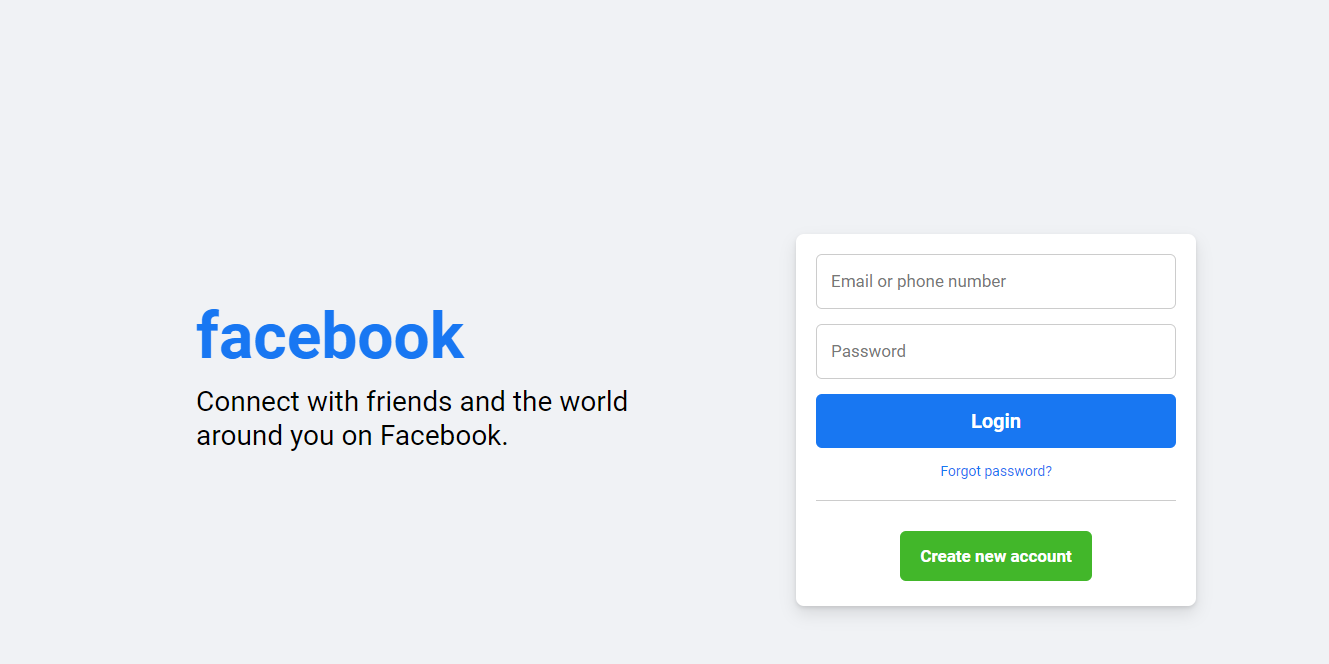 facebook
Connect with friends and the world
around you on Facebook.
Email or phone number
Password
Login
Forgot password?
Create new account